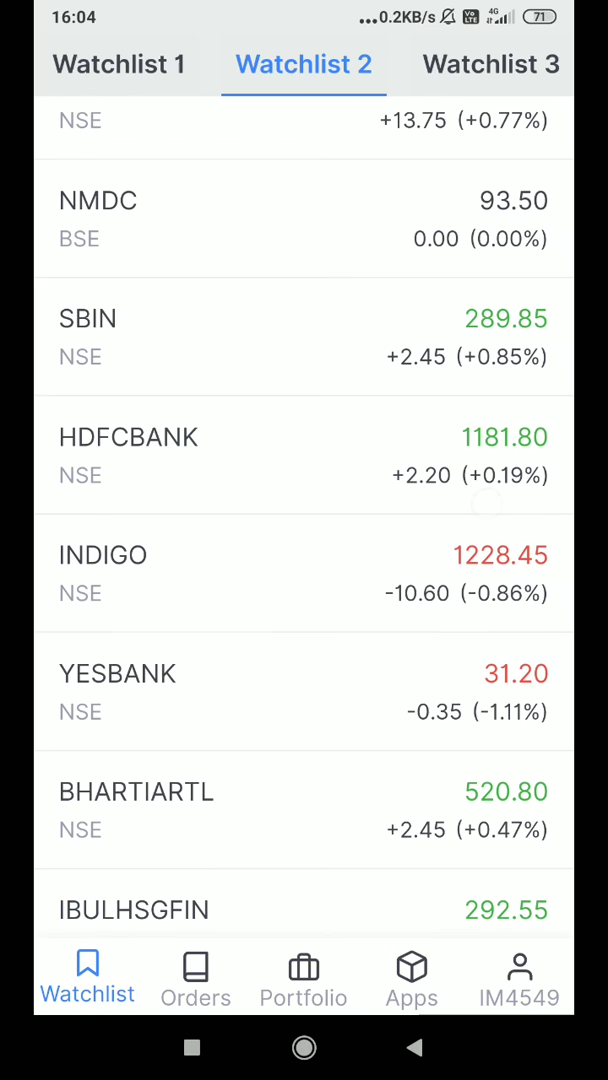 16:04 ...0.2KB/s Vo LTE 4G 71
Watchlist 1 Watchlist 2 Watchlist 3
NSE +13.75 (+0.77%)
NMDC 93.50
BSE 0.00 (0.00%)
SBIN 289.85
NSE +2.45 (+0.85%)
HDFCBANK 1181.80
NSE +2.20 (+0.19%)
INDIGO 1228.45
NSE -10.60 (-0.86%)
YESBANK 31.20
NSE -0.35 (-1.11%)
BHARTIARTL 520.80
NSE +2.45 (+0.47%)
IBULHSGFIN 292.55
Watchlist Orders Portfolio Apps IM4549